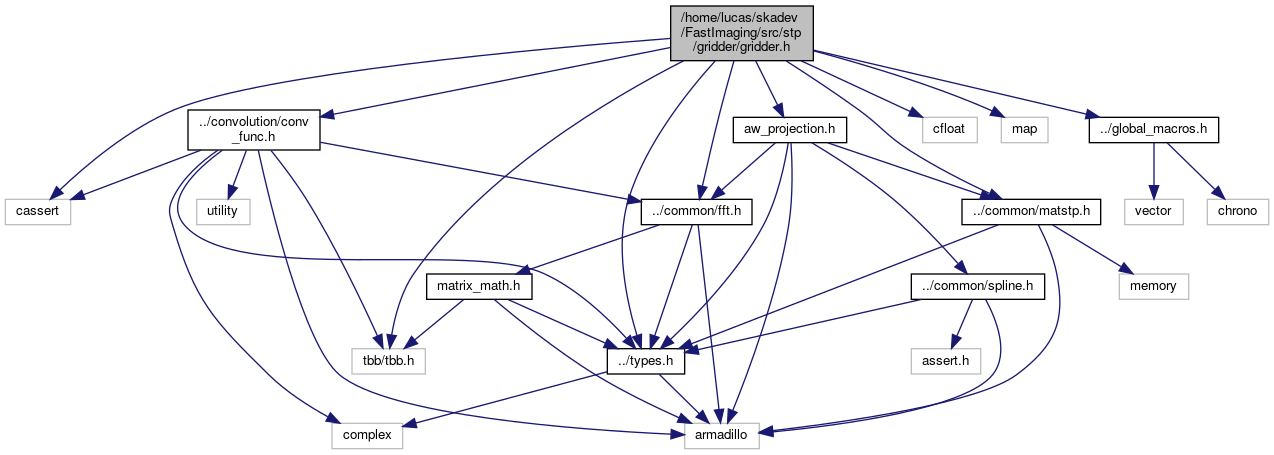 /home/lucas/skadev
/FastImaging/src/stp
/gridder/gridder.h
../convolution/conv
_func.h
aw_projection.h
cfloat
map
../global_macros.h
cassert
utility
../common/fft.h
../common/matstp.h
vector
chrono
matrix_math.h
../common/spline.h
memory
tbb/tbb.h
../types.h
assert.h
complex
armadillo